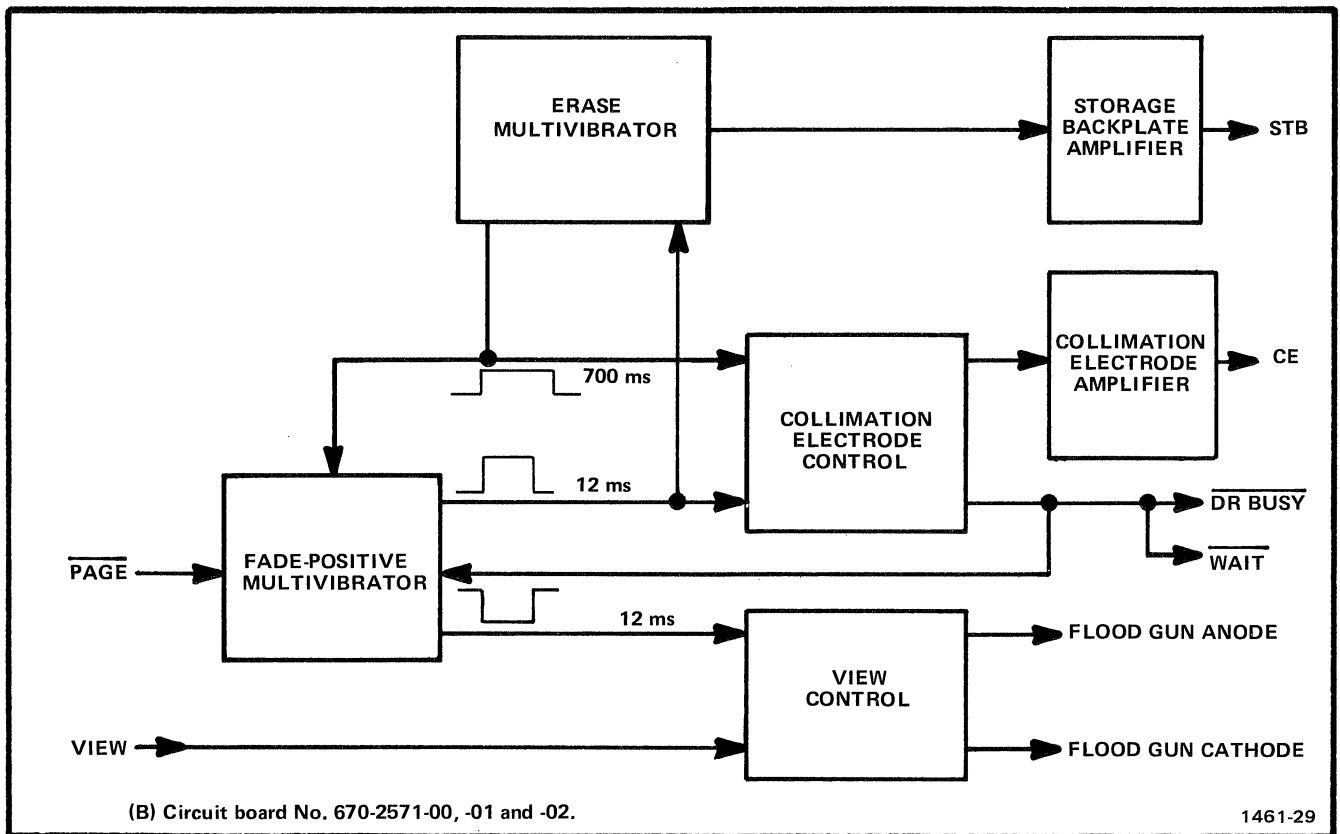 ERASE
MULTIVIBRATOR
STORAGE
BACKPLATE
AMPLIFIER
STB
700 ms
COLLIMATION
ELECTRODE
CONTROL
COLLIMATION
ELECTRODE
AMPLIFIER
CE
12 ms
DR BUSY
WAIT
PAGE
FADE-POSITIVE
MULTIVIBRATOR
12 ms
VIEW
CONTROL
FLOOD GUN ANODE
VIEW
FLOOD GUN CATHODE
(B) Circuit board No. 670-2571-00, -01 and -02.
1461-29